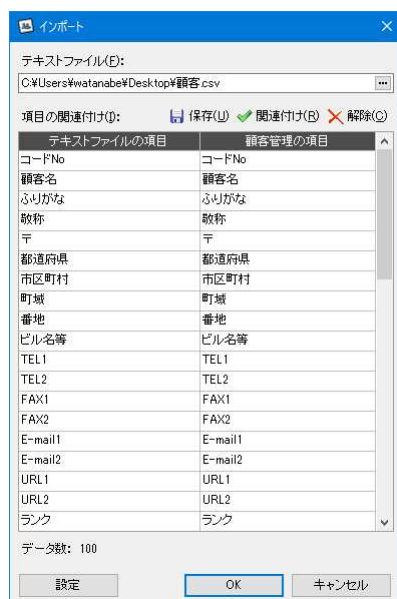 インポート
テキストファイル(F):
C:¥Users¥watanabe¥Desktop¥顧客.csv ...
項目の関連付け(I): 保存(U) 関連付け(R) 解除(C)
テキストファイルの項目 顧客管理の項目
コードNo コードNo
顧客名 顧客名
ふりがな ふりがな
敬称 敬称
〒 〒
都道府県 都道府県
市区町村 市区町村
町域 町域
番地 番地
ビル名等 ビル名等
TEL1 TEL1
TEL2 TEL2
FAX1 FAX1
FAX2 FAX2
E-mail1 E-mail1
E-mail2 E-mail2
URL1 URL1
URL2 URL2
ランク ランク
データ数: 100
設定 OK キャンセル